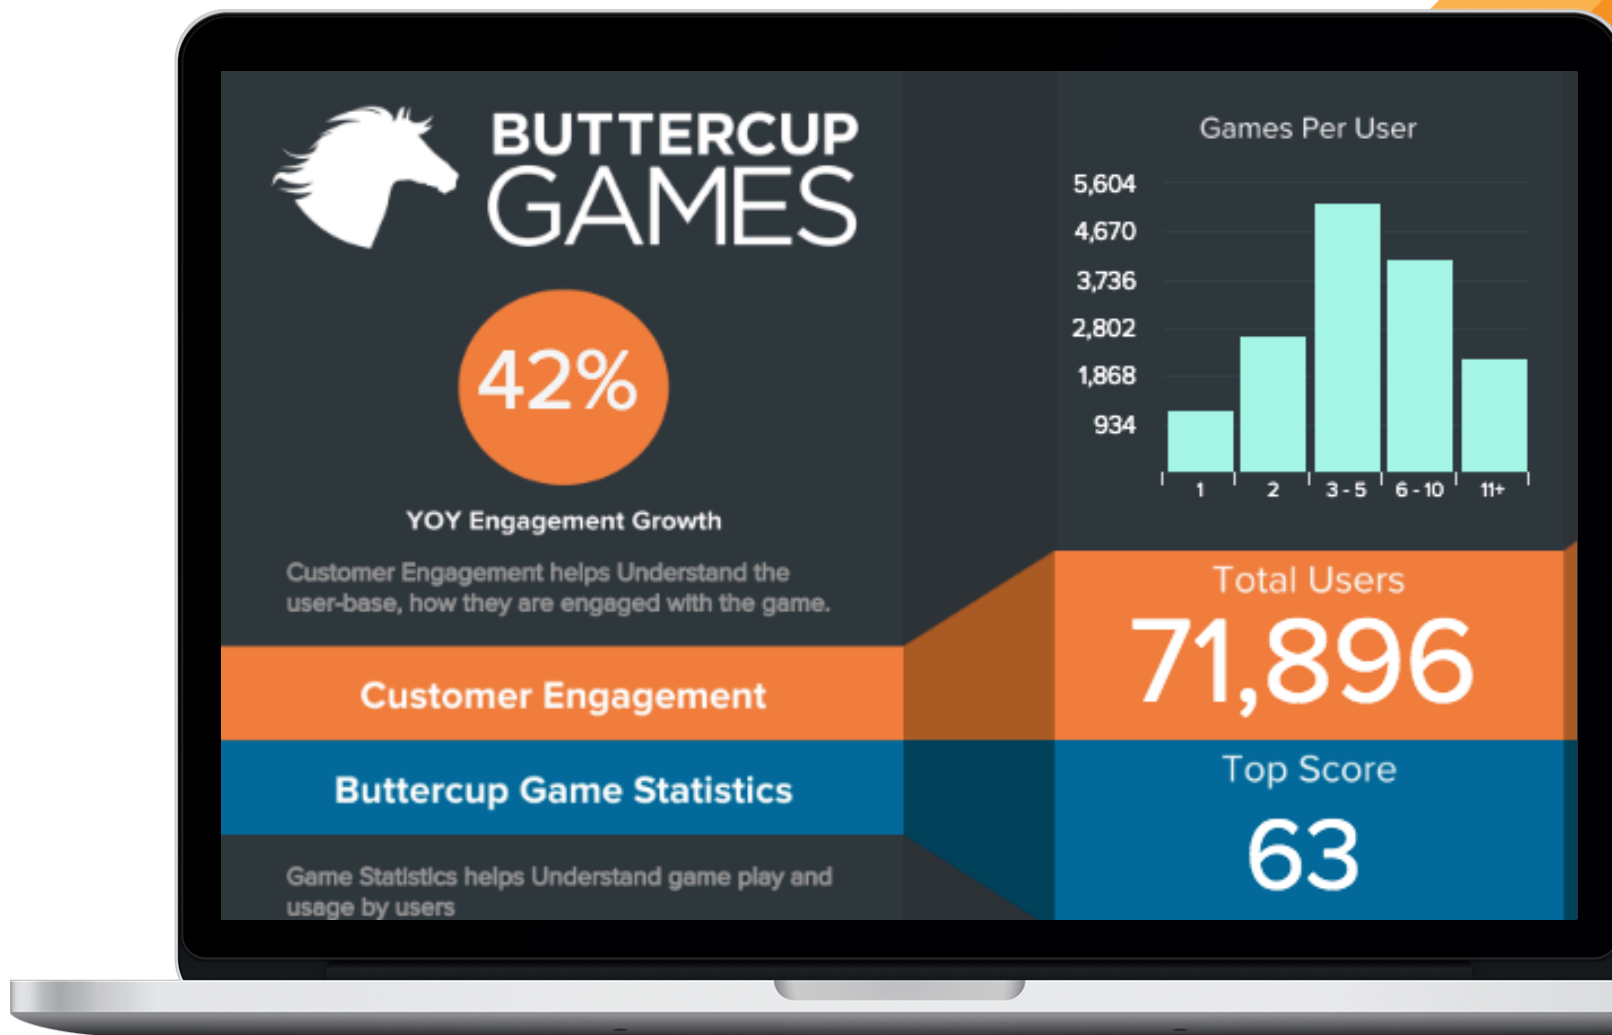 BUTTERCUP
GAMES
42%
YOY Engagement Growth
Customer Engagement helps Understand the
user-base, how they are engaged with the game.
Customer Engagement
Buttercup Game Statistics
Game Statistics helps Understand game play and
usage by users
Games Per User
5,604
4,670
3,736
2,802
1,868
934
1 2 3 - 5 6 - 10 11+
Total Users
71,896
Top Score
63